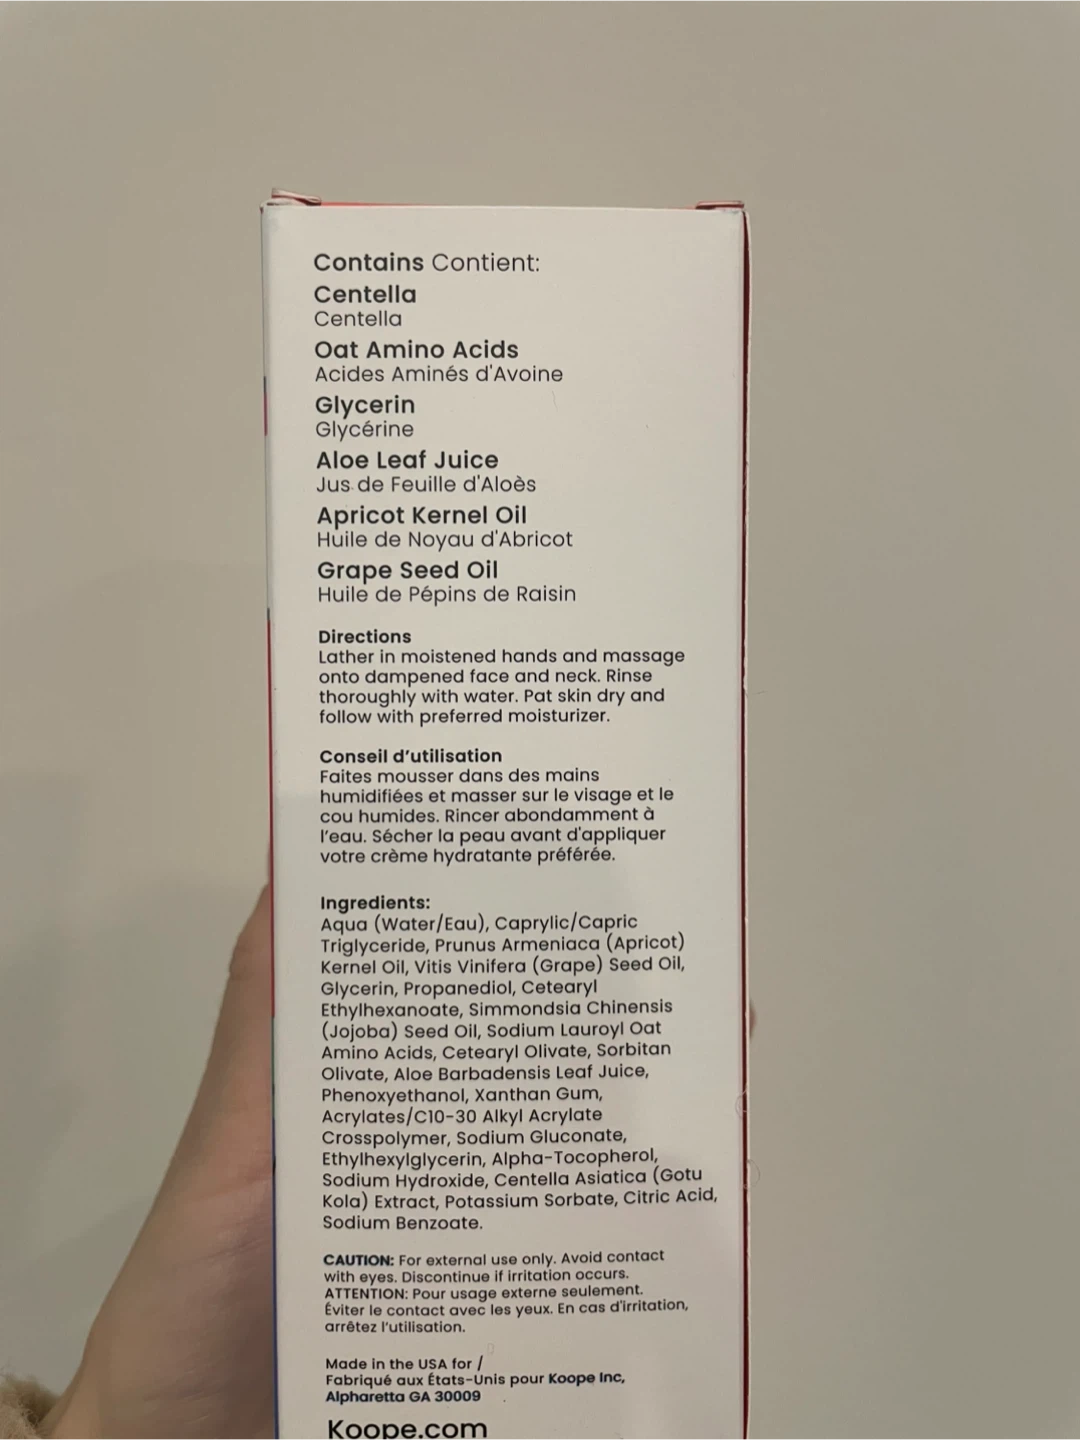 Contains Contient:
Centella
Centella
Oat Amino Acids
Acides Aminés d'Avoine
Glycerin
Glycérine
Aloe Leaf Juice
Jus de Feuille d'Aloès
Apricot Kernel Oil
Huile de Noyau d'Abricot
Grape Seed Oil
Huile de Pépins de Raisin
Directions
Lather in moistened hands and massage
onto dampened face and neck. Rinse
thoroughly with water. Pat skin dry and
follow with preferred moisturizer.
Conseil d’utilisation
Faites mousser dans des mains
humidifiées et masser sur le visage et le
cou humides. Rincer abondamment à
l’eau. Sécher la peau avant d'appliquer
votre crème hydratante préférée.
Ingredients:
Aqua (Water/Eau), Caprylic/Capric
Triglyceride, Prunus Armeniaca (Apricot)
Kernel Oil, Vitis Vinifera (Grape) Seed Oil,
Glycerin, Propanediol, Cetearyl
Ethylhexanoate, Simmondsia Chinensis
(Jojoba) Seed Oil, Sodium Lauroyl Oat
Amino Acids, Cetearyl Olivate, Sorbitan
Olivate, Aloe Barbadensis Leaf Juice,
Phenoxyethanol, Xanthan Gum,
Acrylates/C10-30 Alkyl Acrylate
Crosspolymer, Sodium Gluconate,
Ethylhexylglycerin, Alpha-Tocopherol,
Sodium Hydroxide, Centella Asiatica (Gotu
Kola) Extract, Potassium Sorbate, Citric Acid,
Sodium Benzoate.
CAUTION: For external use only. Avoid contact
with eyes. Discontinue if irritation occurs.
ATTENTION: Pour usage externe seulement.
Éviter le contact avec les yeux. En cas d'irritation,
arrêtez l’utilisation.
Made in the USA for /
Fabriqué aux États-Unis pour Koope Inc,
Alpharetta GA 30009
Koope.com